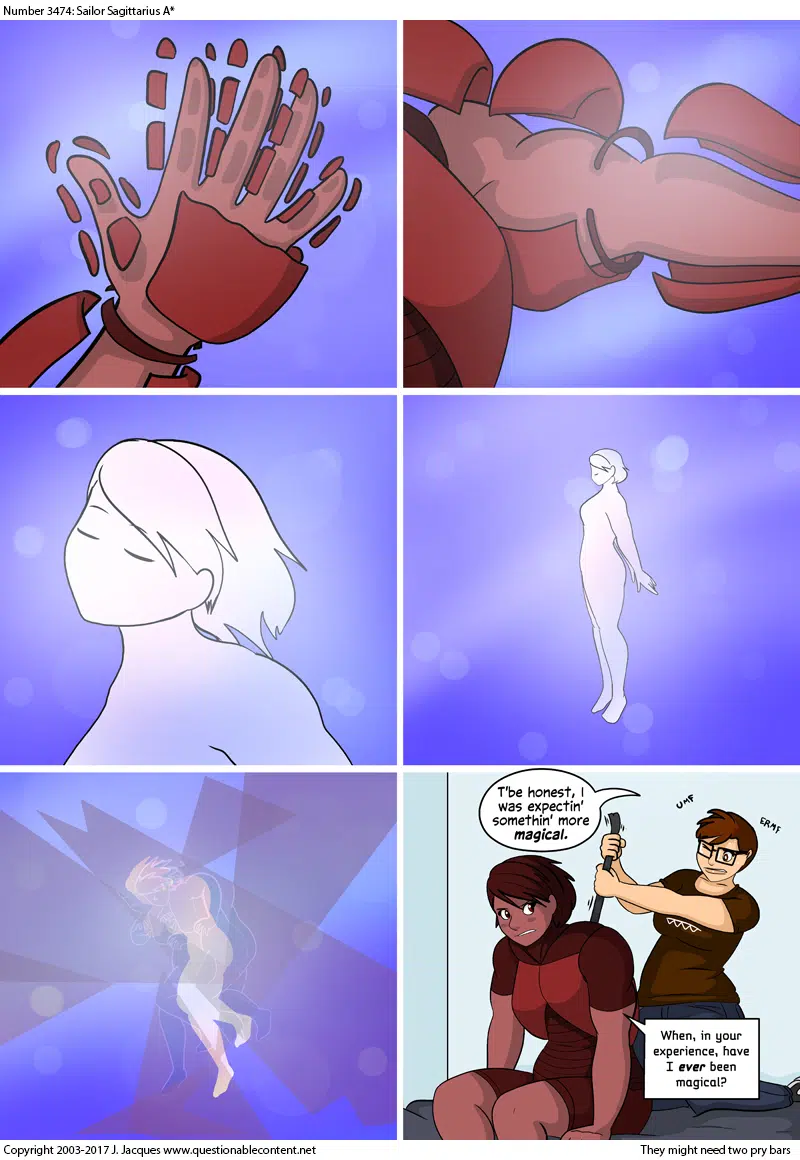 Number 3474: Sailor Sagittarius A*
T'be honest, I
was expectin'
somethin' more
magical.
UMF
ERMF
When, in your
experience, have
I ever been
magical?
Copyright 2003-2017 J. Jacques www.questionablecontent.net
They might need two pry bars